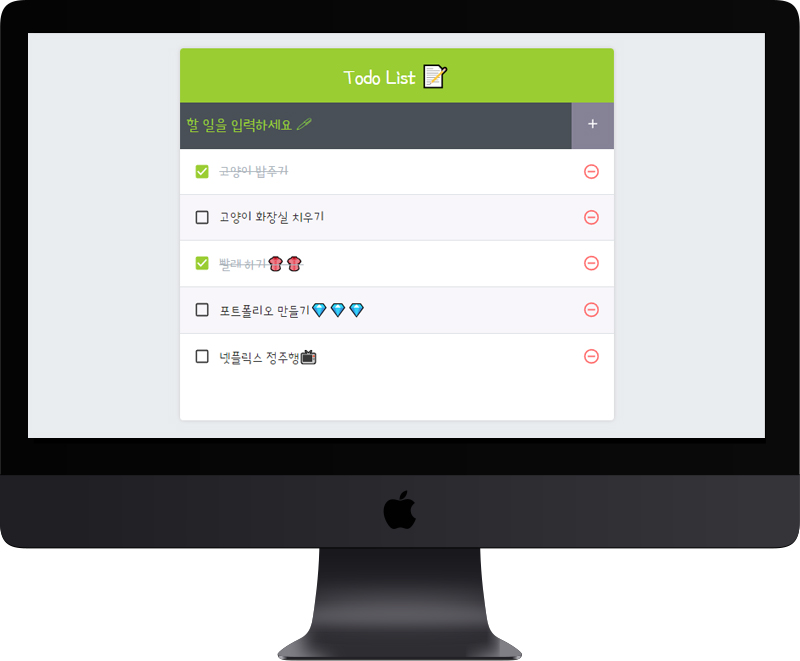 Todo List 📝
할 일을 입력하세요 🖊
+
고양이 밥주기
고양이 화장실 치우기
빨래하기👚👚
포트폴리오 만들기💎💎💎
넷플릭스 정주행📺